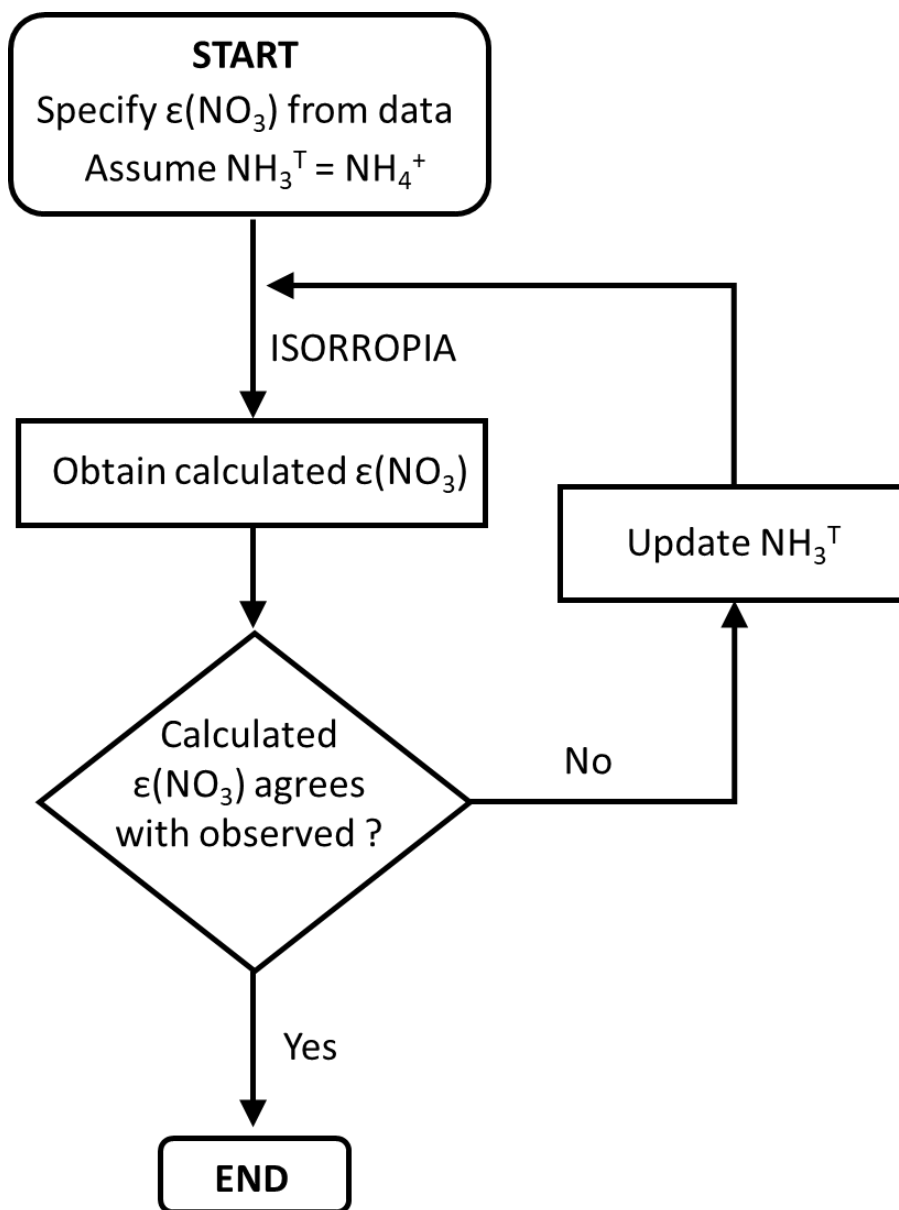 START
Specify ε(NO₃) from data
Assume NH₃ᵀ = NH₄⁺
ISORROPIA
Obtain calculated ε(NO₃)
Update NH₃ᵀ
Calculated
ε(NO₃) agrees
with observed ?
No
Yes
END